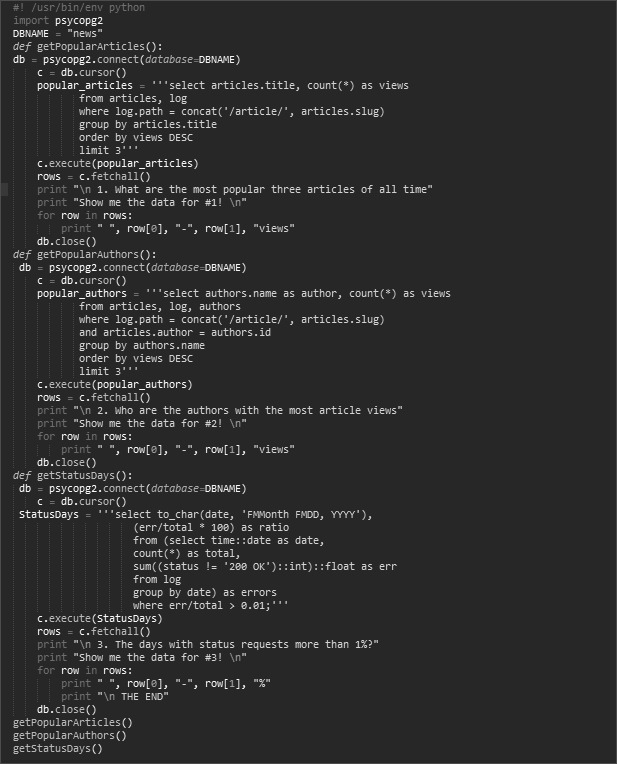 #! /usr/bin/env python
import psycopg2
DBNAME = "news"
def getPopularArticles():
db = psycopg2.connect(database=DBNAME)
    c = db.cursor()
    popular_articles = '''select articles.title, count(*) as views
           from articles, log
           where log.path = concat('/article/', articles.slug)
           group by articles.title
           order by views DESC
           limit 3'''
    c.execute(popular_articles)
    rows = c.fetchall()
    print "\n 1. What are the most popular three articles of all time"
    print "Show me the data for #1! \n"
    for row in rows:
        print " ", row[0], "-", row[1], "views"
    db.close()
def getPopularAuthors():
 db = psycopg2.connect(database=DBNAME)
    c = db.cursor()
    popular_authors = '''select authors.name as author, count(*) as views
           from articles, log, authors
           where log.path = concat('/article/', articles.slug)
           and articles.author = authors.id
           group by authors.name
           order by views DESC
           limit 3'''
    c.execute(popular_authors)
    rows = c.fetchall()
    print "\n 2. Who are the authors with the most article views"
    print "Show me the data for #2! \n"
    for row in rows:
        print " ", row[0], "-", row[1], "views"
    db.close()
def getStatusDays():
 db = psycopg2.connect(database=DBNAME)
    c = db.cursor()
 StatusDays = '''select to_char(date, 'FMMonth FMDD, YYYY'),
                    (err/total * 100) as ratio
                    from (select time::date as date,
                    count(*) as total,
                    sum((status != '200 OK')::int)::float as err
                    from log
                    group by date) as errors
                    where err/total > 0.01;'''
    c.execute(StatusDays)
    rows = c.fetchall()
    print "\n 3. The days with status requests more than 1%?"
    print "Show me the data for #3! \n"
    for row in rows:
        print " ", row[0], "-", row[1], "%"
        print "\n THE END"
    db.close()
getPopularArticles()
getPopularAuthors()
getStatusDays()